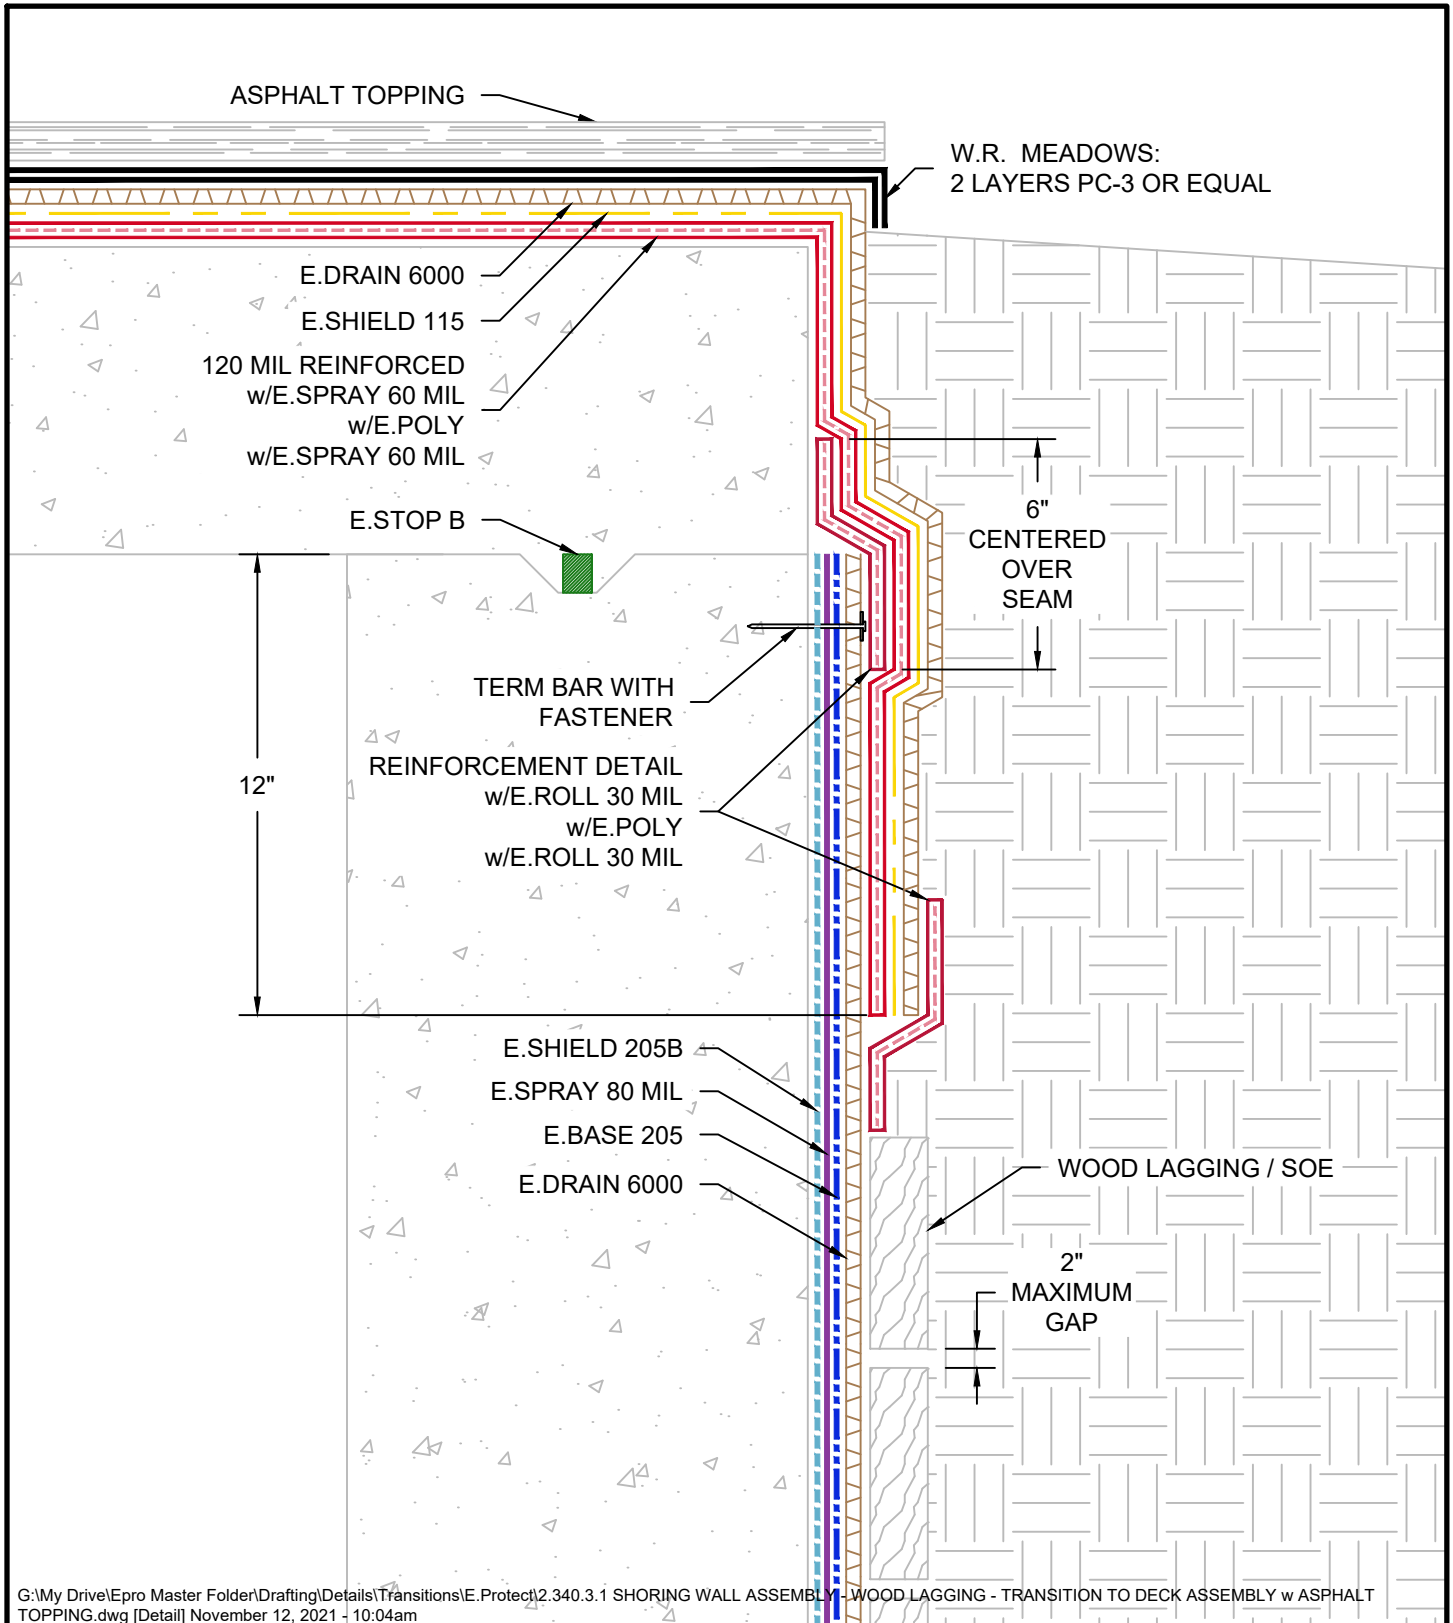 ASPHALT TOPPING
W.R. MEADOWS:
2 LAYERS PC-3 OR EQUAL
E.DRAIN 6000
E.SHIELD 115
120 MIL REINFORCED
w/E.SPRAY 60 MIL
w/E.POLY
w/E.SPRAY 60 MIL
E.STOP B
6"
CENTERED
OVER
SEAM
TERM BAR WITH
FASTENER
12"
REINFORCEMENT DETAIL
w/E.ROLL 30 MIL
w/E.POLY
w/E.ROLL 30 MIL
E.SHIELD 205B
E.SPRAY 80 MIL
E.BASE 205
E.DRAIN 6000
WOOD LAGGING / SOE
2"
MAXIMUM
GAP
G:\My Drive\Epro Master Folder\Drafting\Details\Transitions\E.Protect\2.340.3.1 SHORING WALL ASSEMBLY - WOOD LAGGING - TRANSITION TO DECK ASSEMBLY w ASPHALT
TOPPING.dwg [Detail] November 12, 2021 - 10:04am